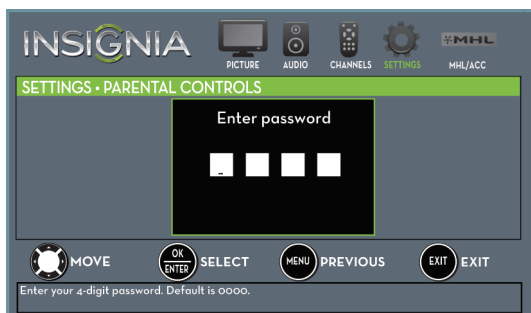 INSIGNIA
PICTURE AUDIO CHANNELS SETTINGS MHL MHL/ACC
SETTINGS • PARENTAL CONTROLS
Enter password
_
MOVE OK ENTER SELECT MENU PREVIOUS EXIT EXIT
Enter your 4-digit password. Default is 0000.